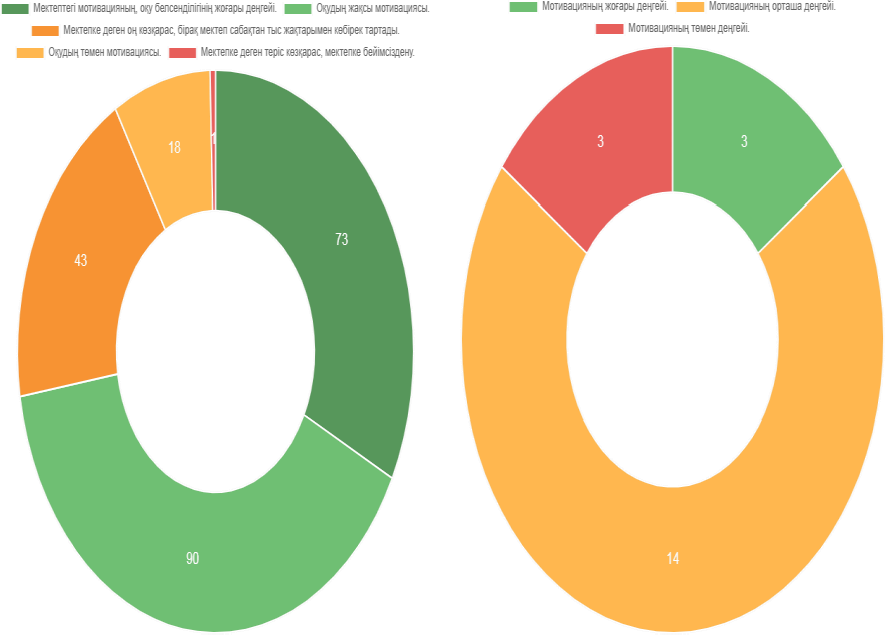 Мектептегі мотивацияның, оқу белсенділігінің жоғары деңгейі. Оқудың жақсы мотивациясы.
Мектепке деген оң көзқарас, бірақ мектеп сабақтан тыс жақтарымен көбірек тартады.
Оқудың төмен мотивациясы. Мектепке деген теріс көзқарас, мектепке бейімсіздену.
18
1
73
43
90
Мотивацияның жоғары деңгейі. Мотивацияның орташа деңгейі.
Мотивацияның төмен деңгейі.
3
3
14